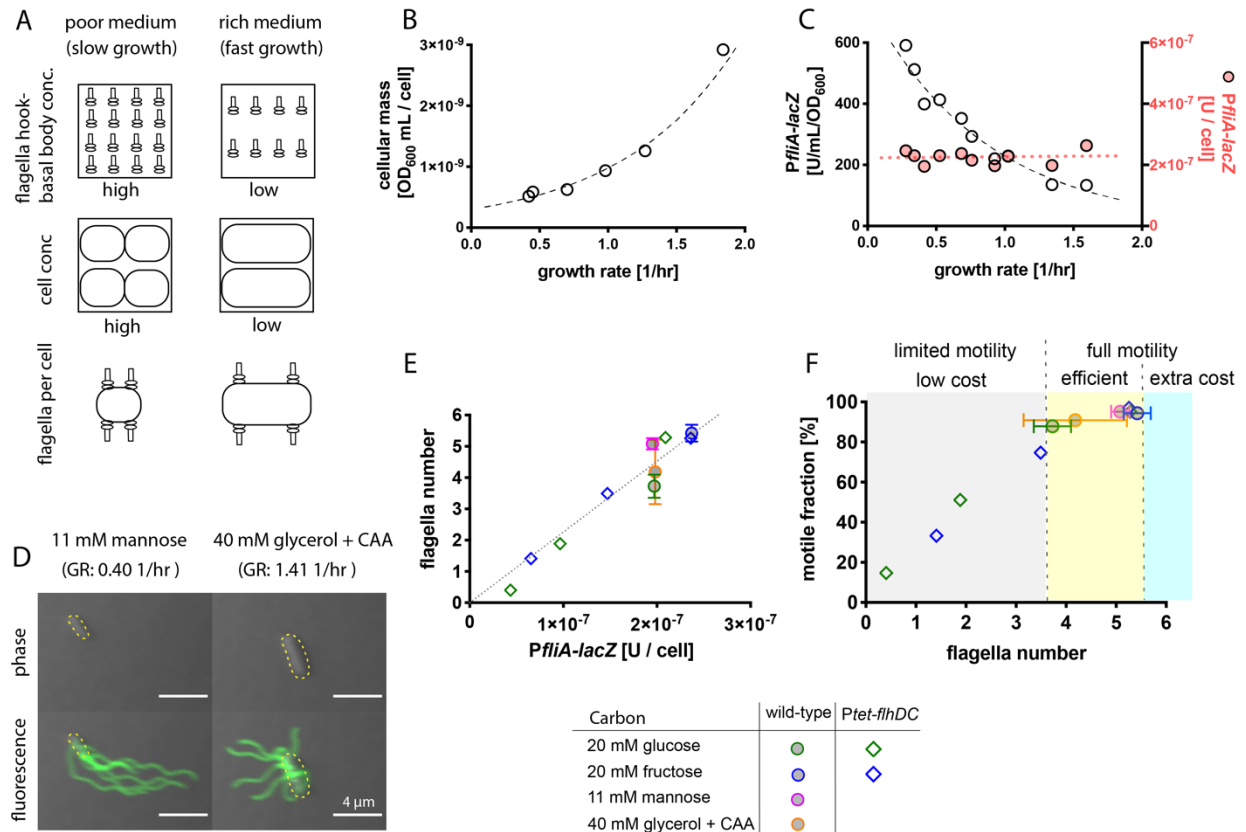 A
poor medium
(slow growth)
rich medium
(fast growth)
flagella hook-
basal body conc.
high
low
cell conc
high
low
flagella per cell
B
cellular mass
[OD600 mL / cell]
3×10-9
2×10-9
1×10-9
0
0.0
0.5
1.0
1.5
2.0
growth rate [1/hr]
C
PfliA-lacZ
[U/mL/OD600]
600
400
200
0
0.0
0.5
1.0
1.5
2.0
growth rate [1/hr]
6×10-7
4×10-7
2×10-7
0
PfliA-lacZ
[U / cell]
D
11 mM mannose
(GR: 0.40 1/hr )
40 mM glycerol + CAA
(GR: 1.41 1/hr )
phase
fluorescence
4 µm
E
flagella number
6
5
4
3
2
1
0
0
1×10-7
2×10-7
3×10-7
PfliA-lacZ [U / cell]
F
limited motility
low cost
full motility
efficient
extra cost
motile fraction [%]
100
80
60
40
20
0
0
1
2
3
4
5
6
flagella number
Carbon
wild-type
Ptet-flhDC
20 mM glucose
20 mM fructose
11 mM mannose
40 mM glycerol + CAA